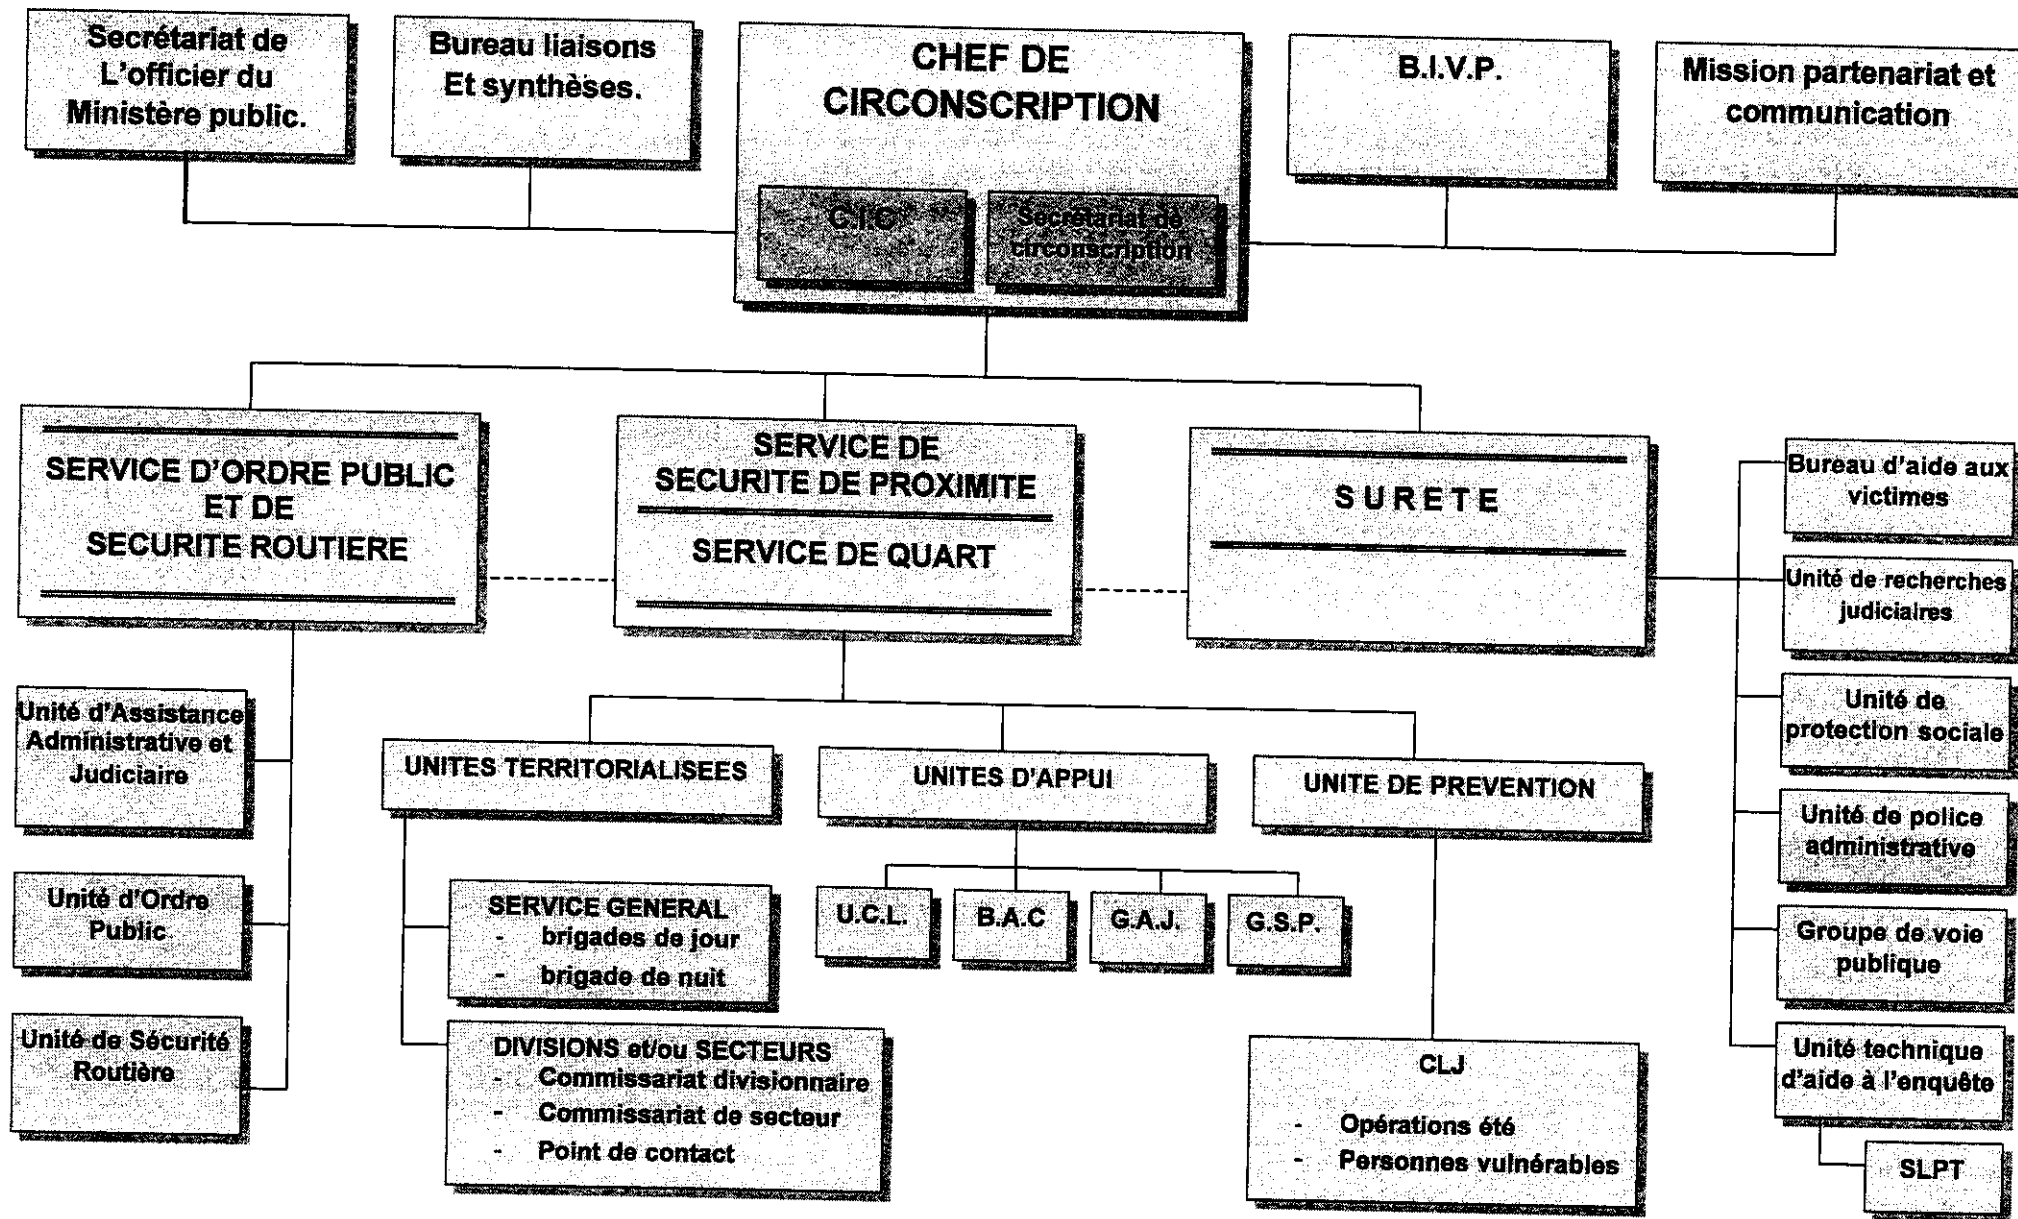 Secrétariat de
L'officier du
Ministère public.
Bureau liaisons
Et synthèses.
CHEF DE
CIRCONSCRIPTION
C.I.C
Secrétariat de
circonscription
B.I.V.P.
Mission partenariat et
communication
SERVICE D'ORDRE PUBLIC
ET DE
SECURITE ROUTIERE
SERVICE DE
SECURITE DE PROXIMITE
SERVICE DE QUART
S U R E T E
Bureau d'aide aux
victimes
Unité de recherches
judiciaires
Unité de
protection sociale
Unité de police
administrative
Groupe de voie
publique
Unité technique
d'aide à l'enquête
SLPT
Unité d'Assistance
Administrative et
Judiciaire
Unité d'Ordre
Public
Unité de Sécurité
Routière
UNITES TERRITORIALISEES
UNITES D'APPUI
UNITE DE PREVENTION
SERVICE GENERAL
- brigades de jour
- brigade de nuit
DIVISIONS et/ou SECTEURS
- Commissariat divisionnaire
- Commissariat de secteur
- Point de contact
U.C.L.
B.A.C
G.A.J.
G.S.P.
CLJ
- Opérations été
- Personnes vulnérables